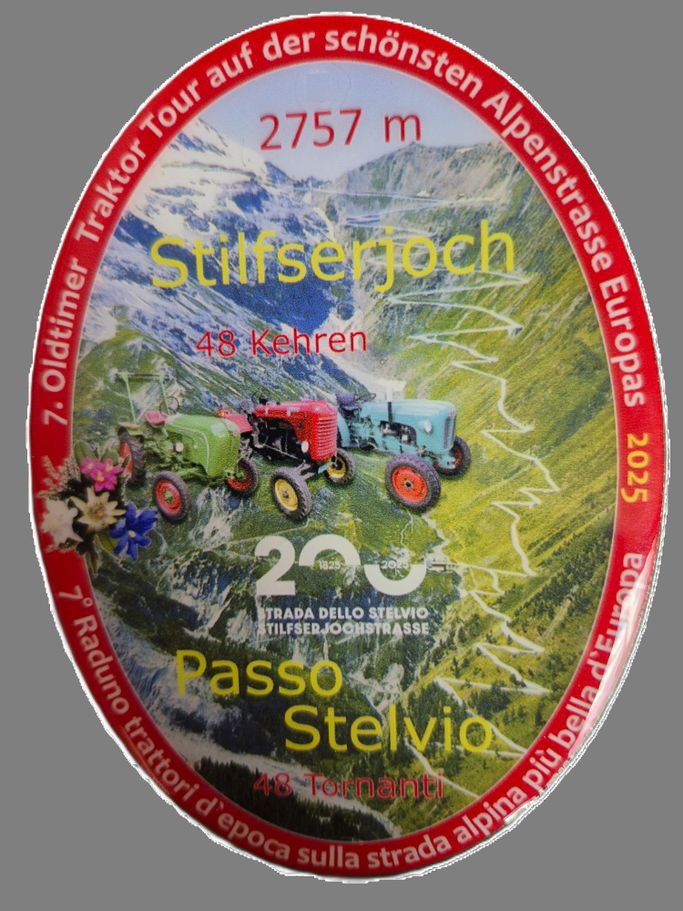 7. Oldtimer Traktor Tour auf der schönsten Alpenstrasse Europas 2025
2757 m
Stilfserjoch
48 Kehren
200
1825 2025
STRADA DELLO STELVIO
STILFSERJOCHSTRASSE
Passo
Stelvio
48 Tornanti
7° Raduno trattori d`epoca sulla strada alpina più bella d`Europa